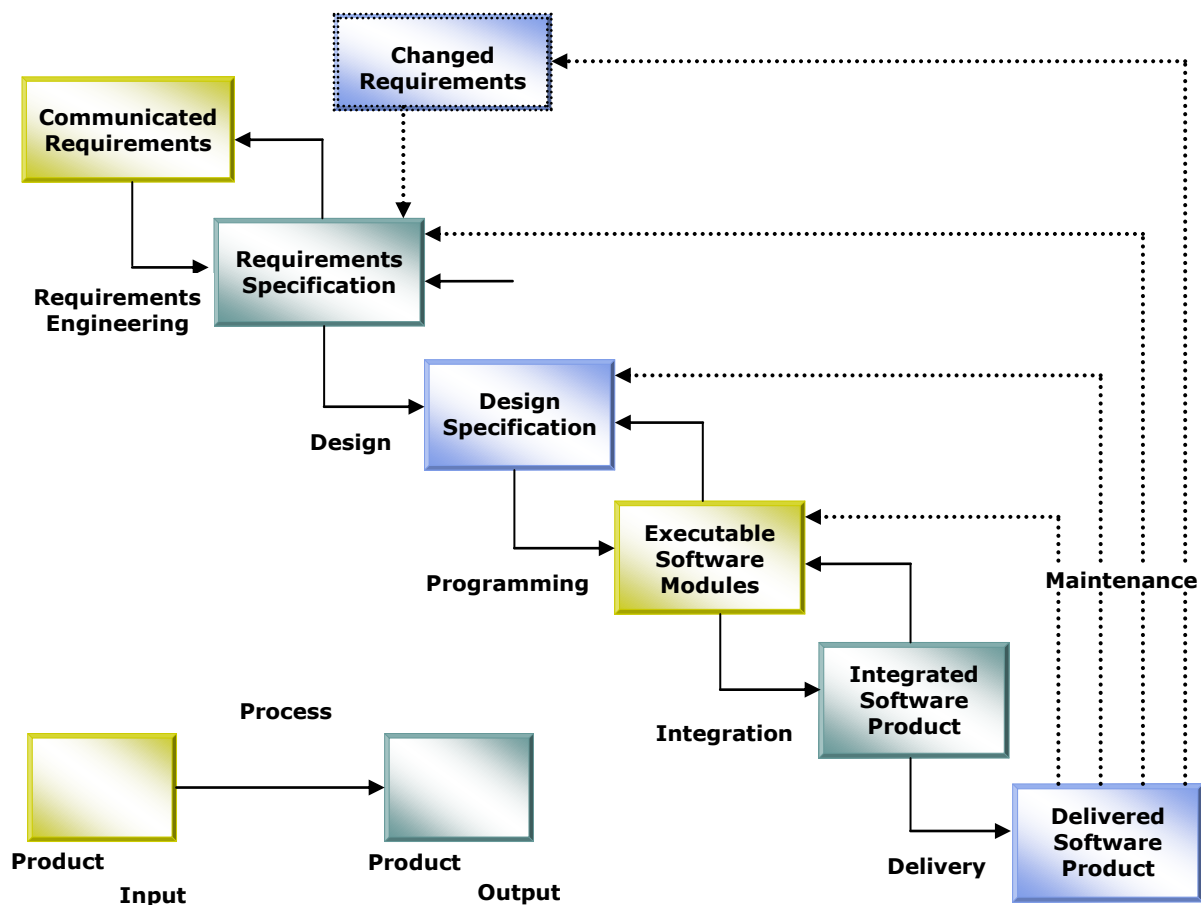 Changed
Requirements
Communicated
Requirements
Requirements
Specification
Requirements
Engineering
Design
Specification
Design
Executable
Software
Modules
Programming
Maintenance
Integrated
Software
Product
Integration
Process
Delivered
Software
Product
Delivery
Product
Input
Product
Output